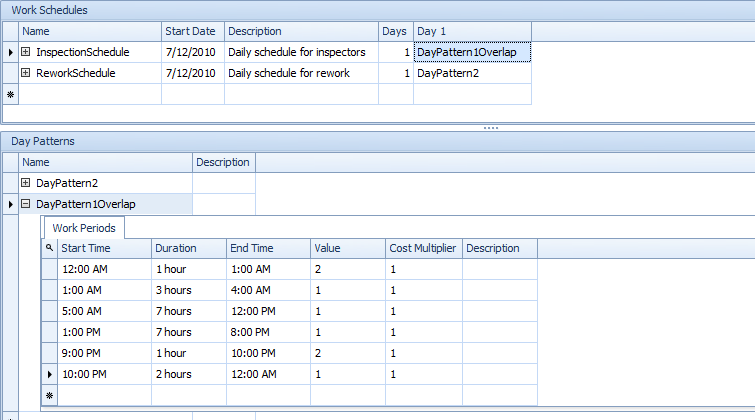 Work Schedules
Name Start Date Description Days Day 1
InspectionSchedule 7/12/2010 Daily schedule for inspectors 1 DayPattern1Overlap
ReworkSchedule 7/12/2010 Daily schedule for rework 1 DayPattern2
Day Patterns
Name Description
DayPattern2
DayPattern1Overlap
Work Periods
Start Time Duration End Time Value Cost Multiplier Description
12:00 AM 1 hour 1:00 AM 2 1
1:00 AM 3 hours 4:00 AM 1 1
5:00 AM 7 hours 12:00 PM 1 1
1:00 PM 7 hours 8:00 PM 1 1
9:00 PM 1 hour 10:00 PM 2 1
10:00 PM 2 hours 12:00 AM 1 1